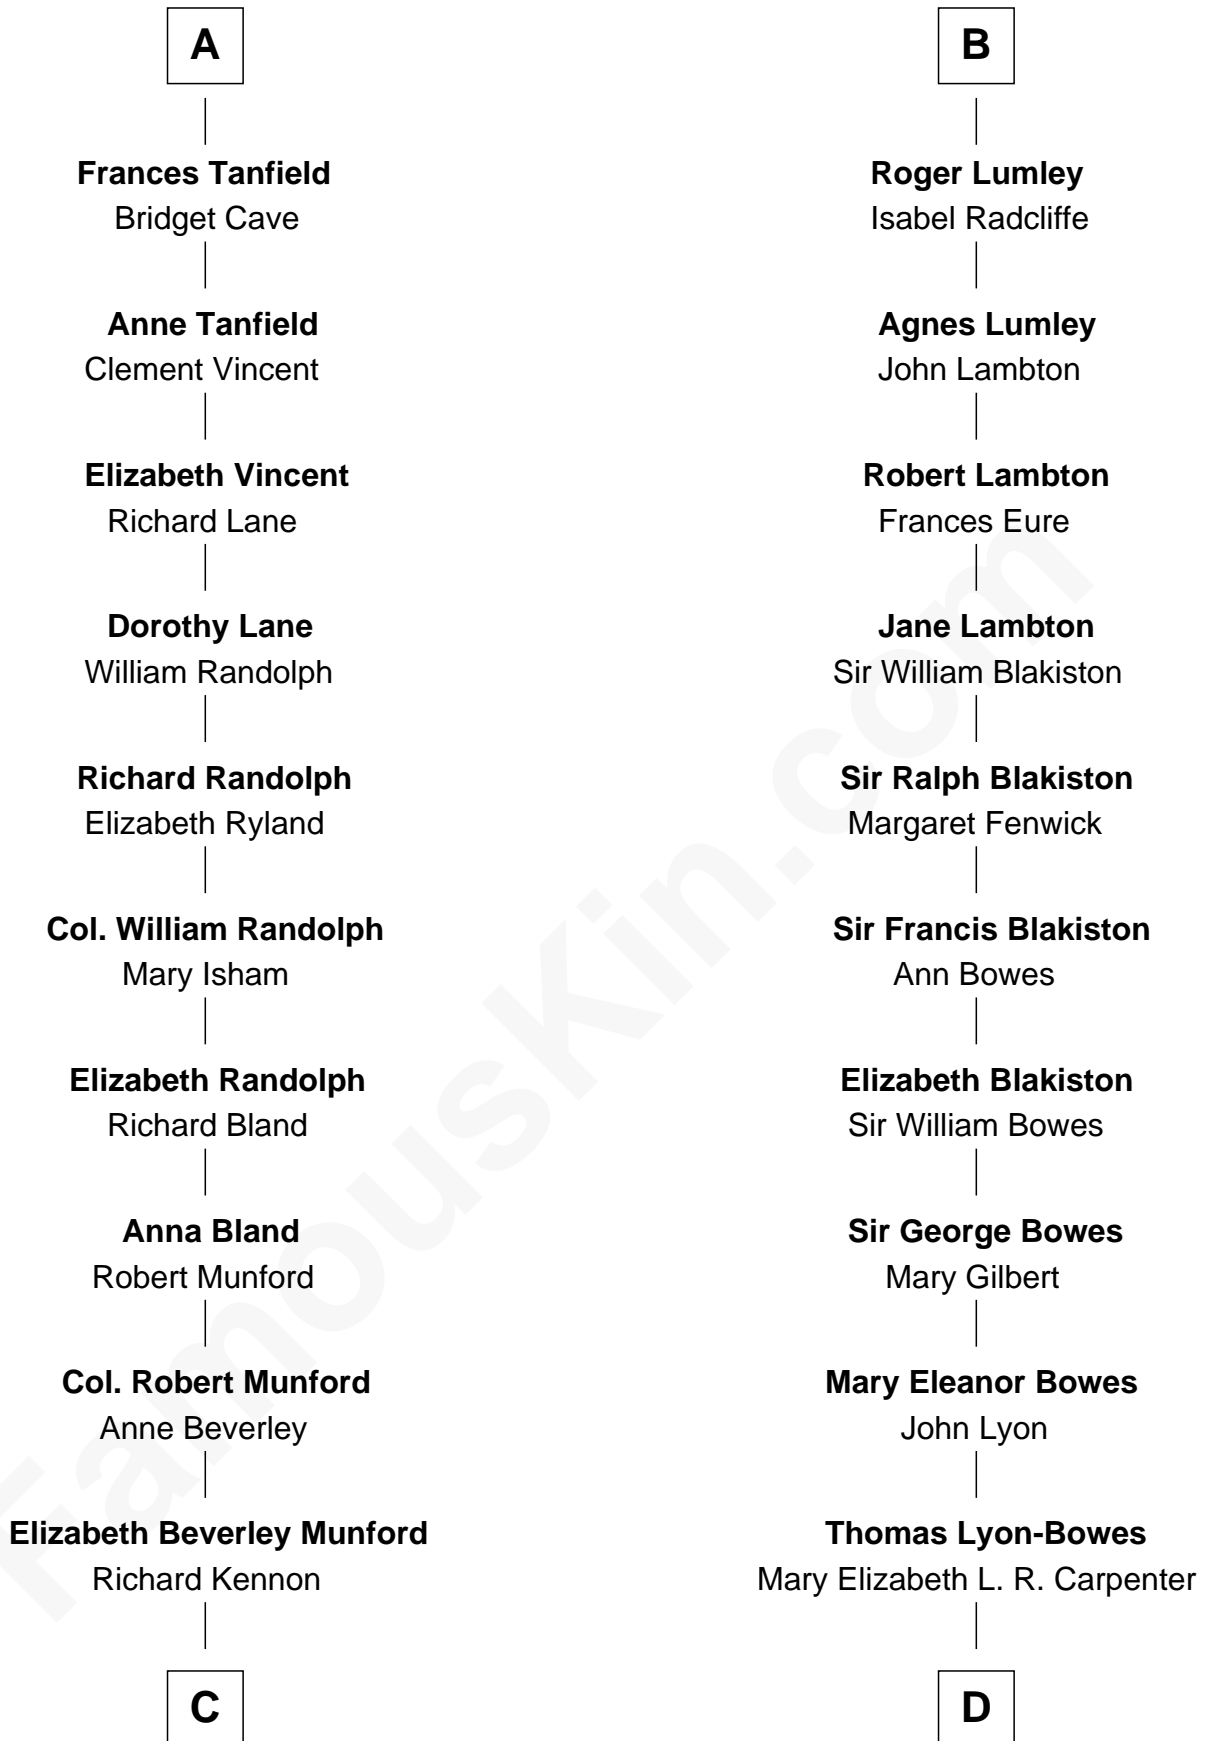 A
Frances Tanfield
Bridget Cave
Anne Tanfield
Clement Vincent
Elizabeth Vincent
Richard Lane
Dorothy Lane
William Randolph
Richard Randolph
Elizabeth Ryland
Col. William Randolph
Mary Isham
Elizabeth Randolph
Richard Bland
Anna Bland
Robert Munford
Col. Robert Munford
Anne Beverley
Elizabeth Beverley Munford
Richard Kennon
C
B
Roger Lumley
Isabel Radcliffe
Agnes Lumley
John Lambton
Robert Lambton
Frances Eure
Jane Lambton
Sir William Blakiston
Sir Ralph Blakiston
Margaret Fenwick
Sir Francis Blakiston
Ann Bowes
Elizabeth Blakiston
Sir William Bowes
Sir George Bowes
Mary Gilbert
Mary Eleanor Bowes
John Lyon
Thomas Lyon-Bowes
Mary Elizabeth L. R. Carpenter
D
FamousKin.com